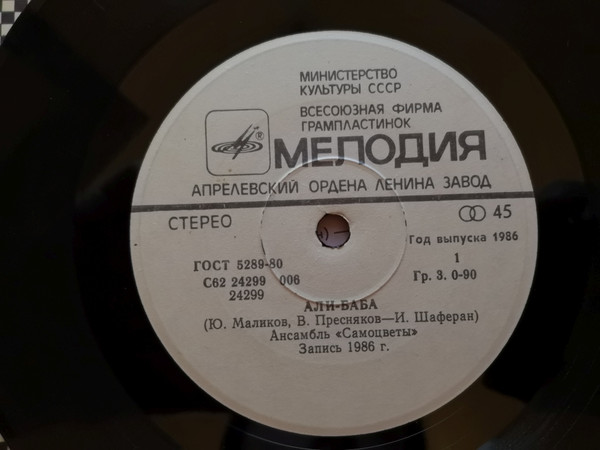 МИНИСТЕРСТВО
КУЛЬТУРЫ СССР
ВСЕСОЮЗНАЯ ФИРМА
ГРАМПЛАСТИНОК
МЕЛОДИЯ
®
АПРЕЛЕВСКИЙ ОРДЕНА ЛЕНИНА ЗАВОД
СТЕРЕО
45
Год выпуска 1986
ГОСТ 5289-80
1
С62 24299 006
Гр. 3. 0-90
24299
АЛИ-БАБА
(Ю. Маликов, В. Пресняков—И. Шаферан)
Ансамбль «Самоцветы»
Запись 1986 г.